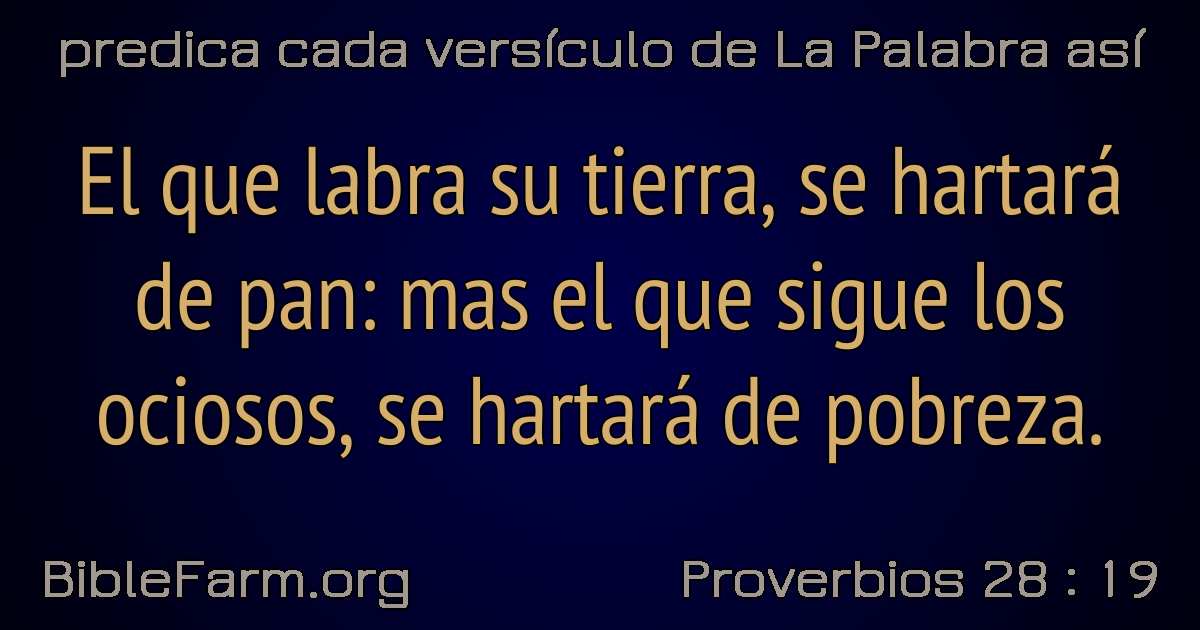 predica cada versículo de La Palabra así
El que labra su tierra, se hartará
de pan: mas el que sigue los
ociosos, se hartará de pobreza.
BibleFarm.org
Proverbios 28 : 19